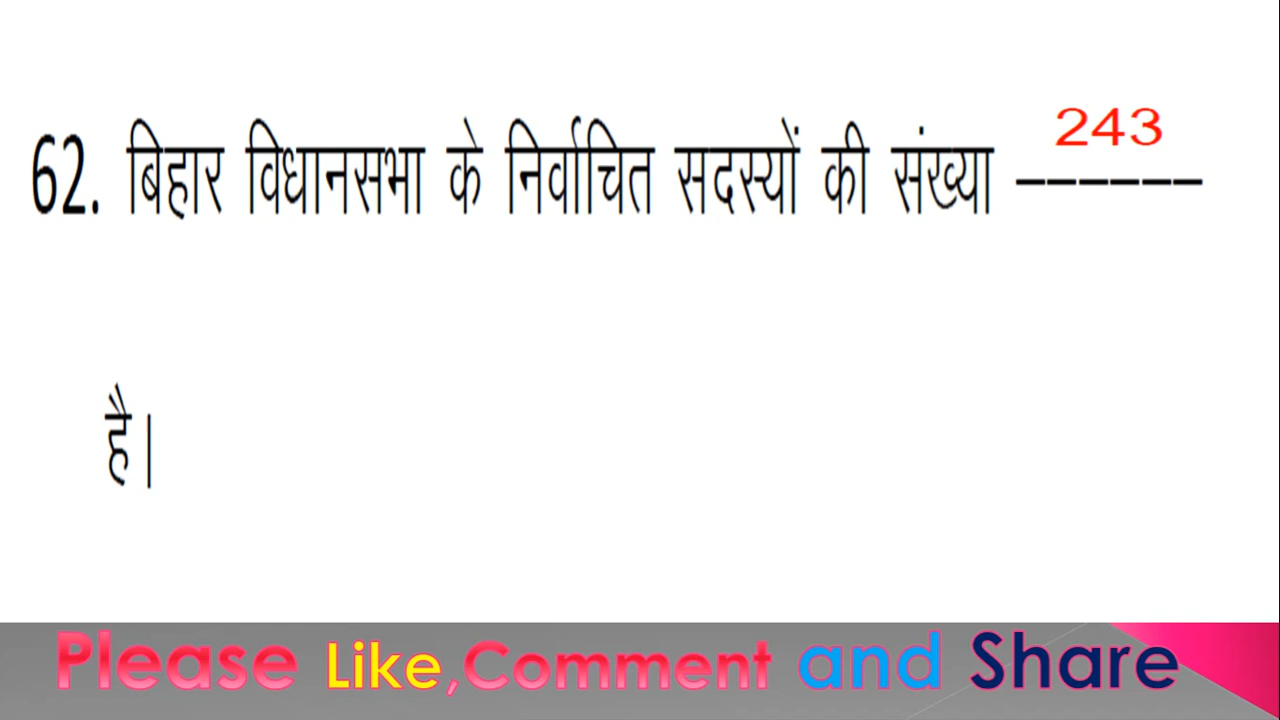 62. बिहार विधानसभा के निर्वाचित सदस्यों की संख्या 243 ------
है।
Please Like,Comment and Share